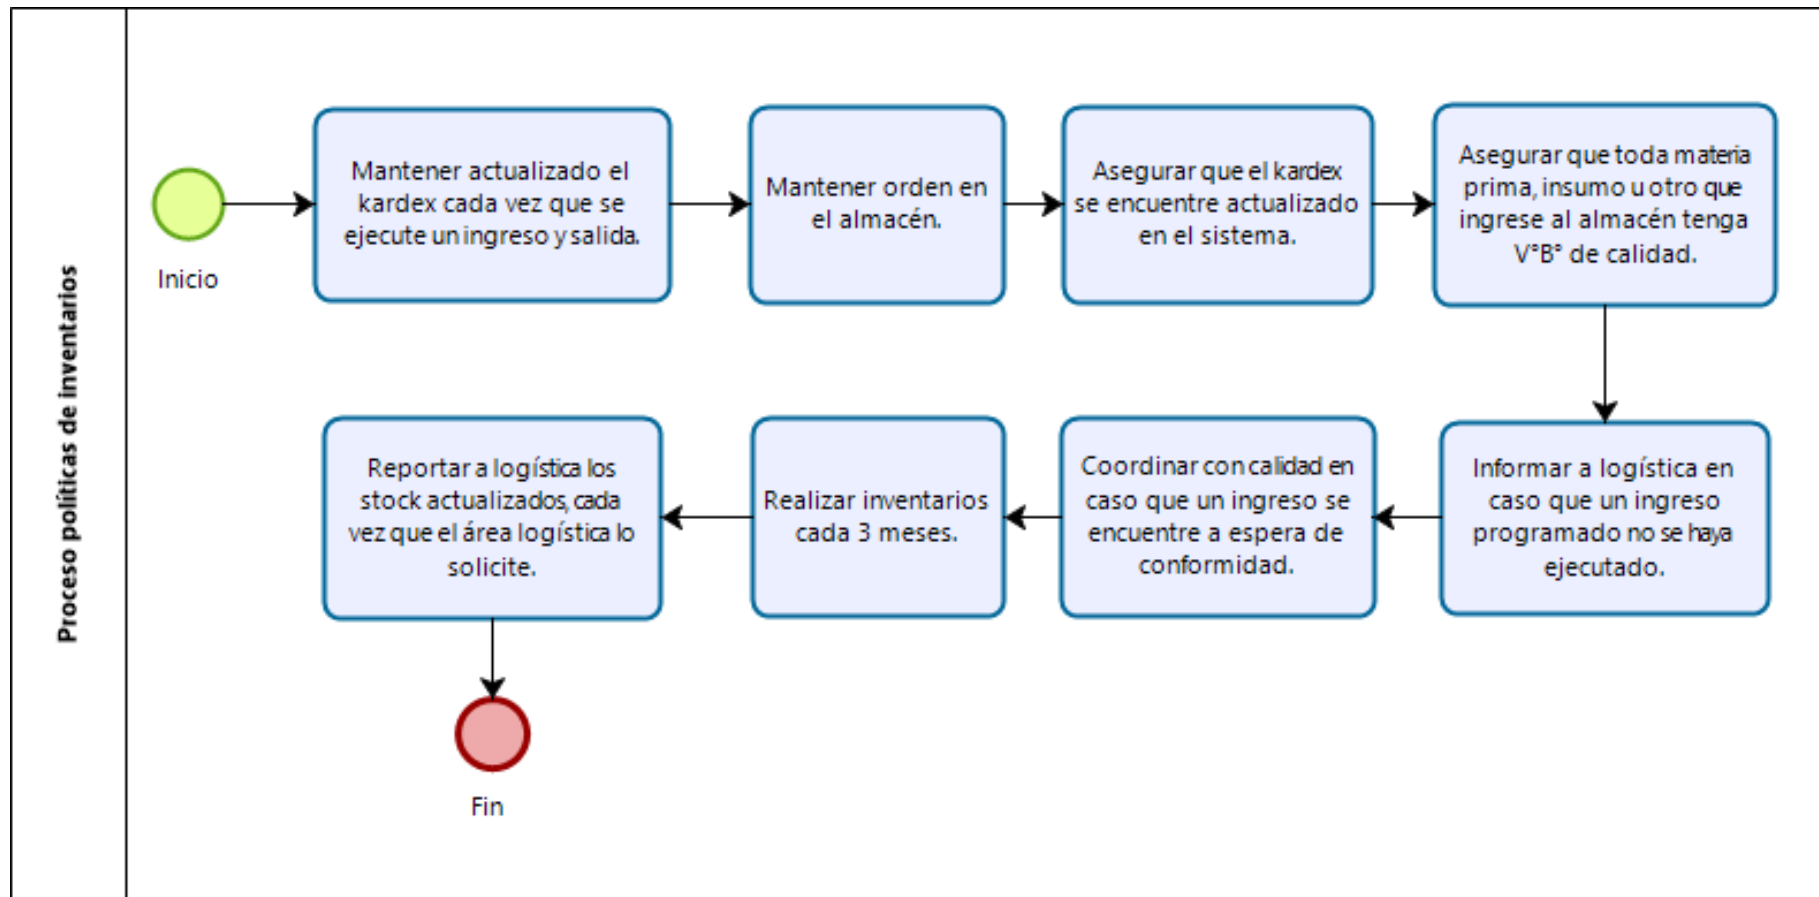 Proceso políticas de inventarios
Inicio
Mantener actualizado el
kardex cada vez que se
ejecute un ingreso y salida.
Mantener orden en
el almacén.
Asegurar que el kardex
se encuentre actualizado
en el sistema.
Asegurar que toda materia
prima, insumo u otro que
ingrese al almacén tenga
V°B° de calidad.
Informar a logística en
caso que un ingreso
programado no se haya
ejecutado.
Coordinar con calidad en
caso que un ingreso se
encuentre a espera de
conformidad.
Realizar inventarios
cada 3 meses.
Reportar a logística los
stock actualizados, cada
vez que el área logística lo
solicite.
Fin